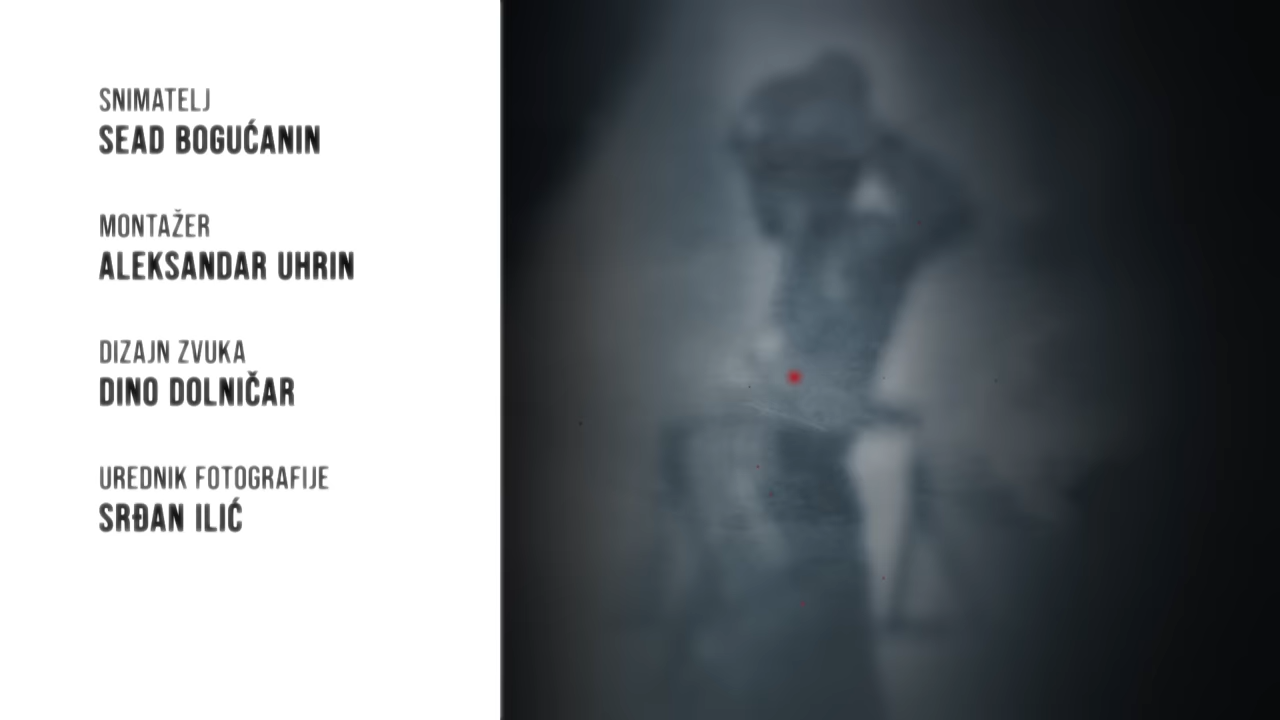 SNIMATELJ
SEAD BOGUĆANIN
MONTAŽER
ALEKSANDAR UHRIN
DIZAJN ZVUKA
DINO DOLNIČAR
UREDNIK FOTOGRAFIJE
SRĐAN ILIĆ